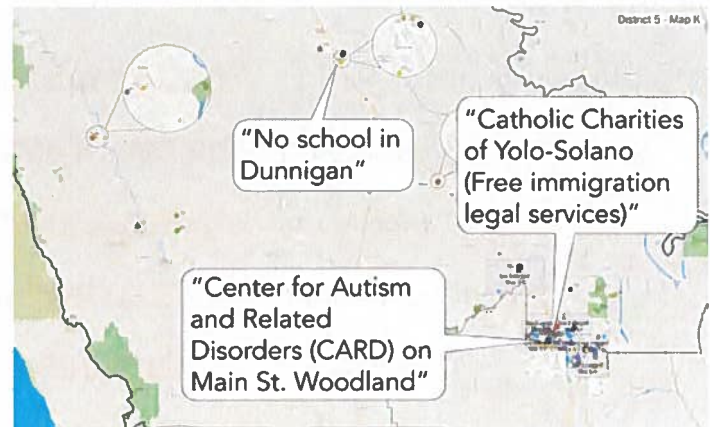 District 5 - Map K
"No school in
Dunnigan"
"Catholic Charities
of Yolo-Solano
(Free immigration
legal services)"
"Center for Autism
and Related
Disorders (CARD) on
Main St. Woodland"